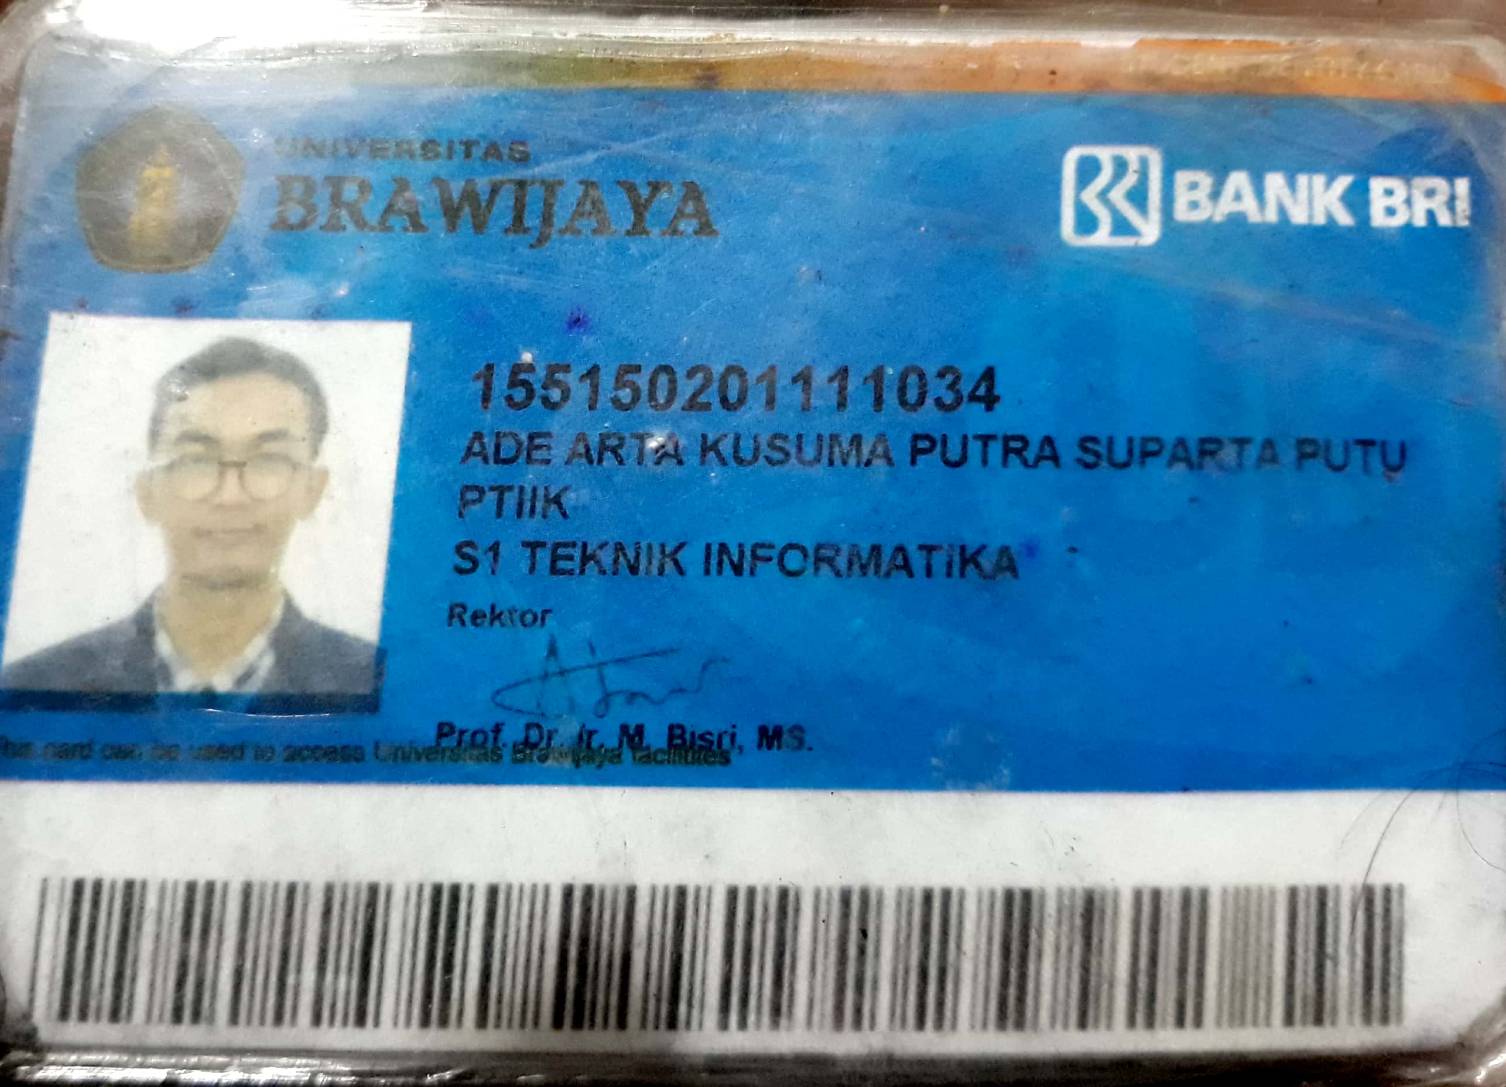 UNIVERSITAS
BRAWIJAYA
BANK BRI
155150201111034
ADE ARTA KUSUMA PUTRA SUPARTA PUTU
PTIIK
S1 TEKNIK INFORMATIKA
Rektor
Prof. Dr. Ir. M. Bisri, MS.
This card can be used to access Universitas Brawijaya facilities